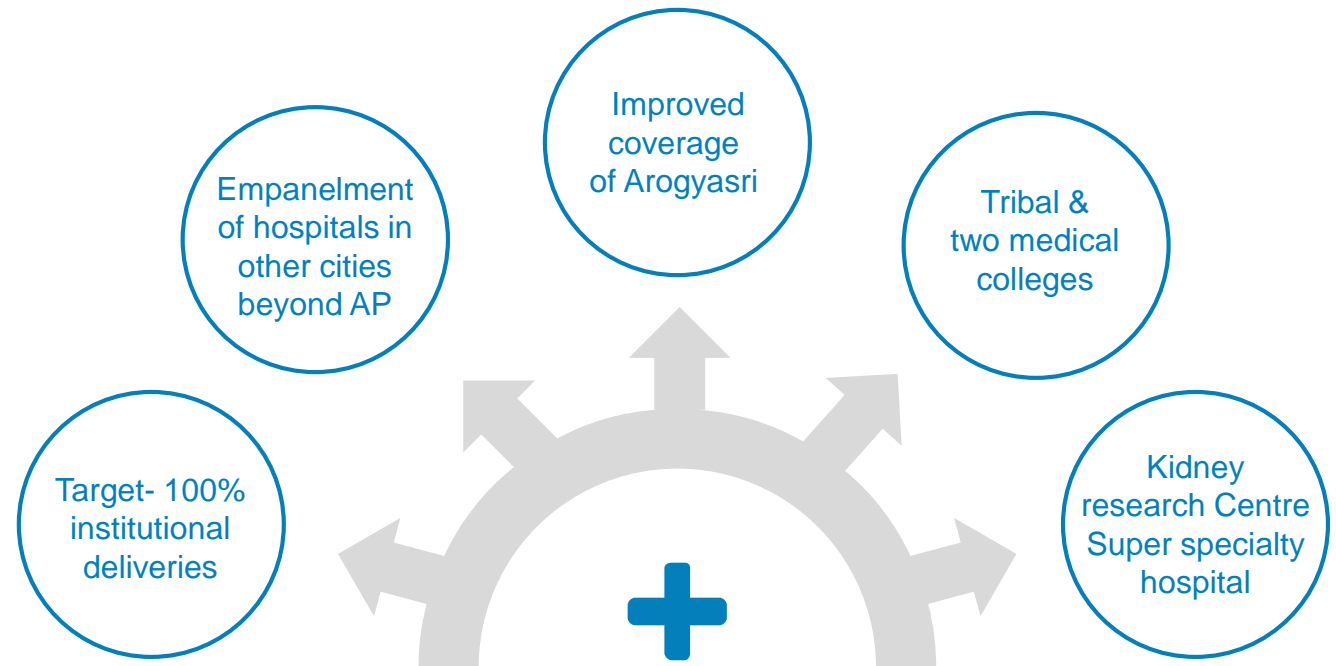 Target- 100%
institutional
deliveries
Empanelment
of hospitals in
other cities
beyond AP
Improved
coverage
of Arogyasri
Tribal &
two medical
colleges
Kidney
research Centre
Super specialty
hospital